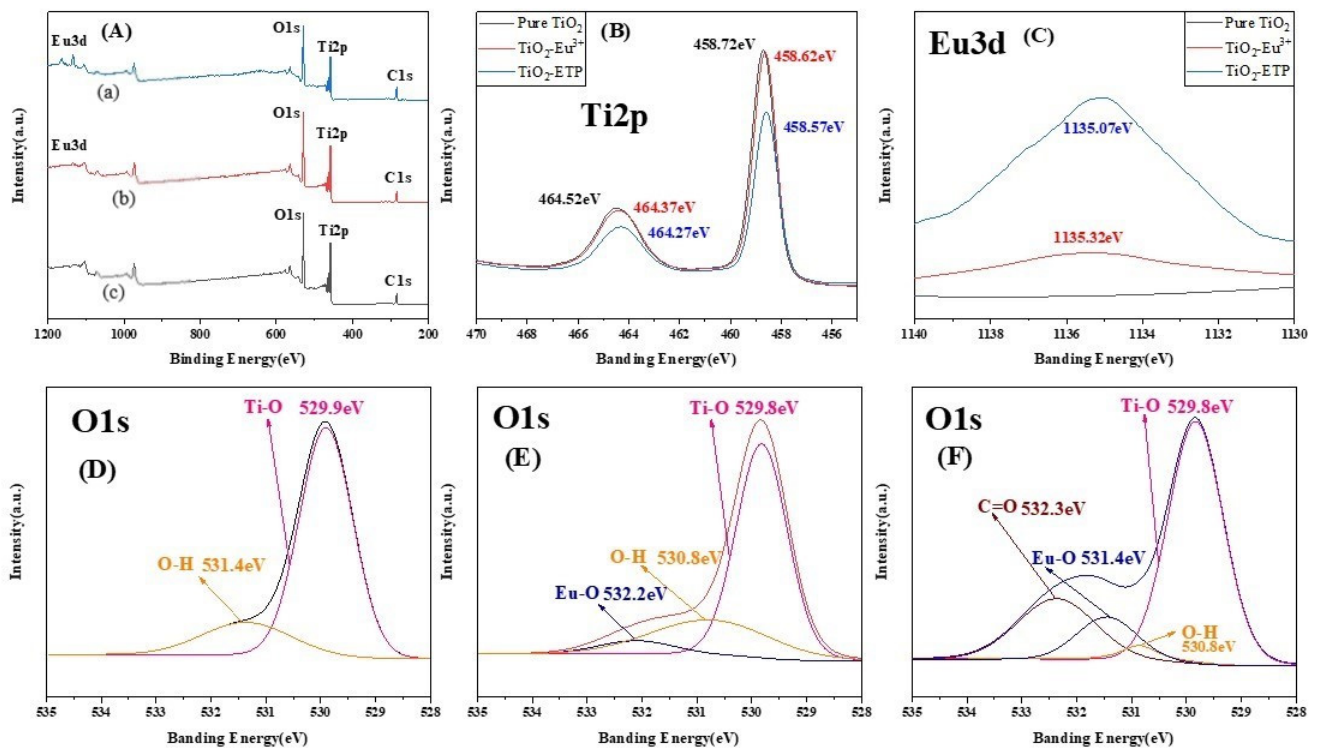 (A)
Eu3d
O1s
Ti2p
C1s
(a)
Eu3d
O1s
Ti2p
C1s
(b)
O1s
Ti2p
C1s
(c)
Intensity(a.u.)
1200 1000 800 600 400 200
Binding Energy(eV)
Pure TiO₂
TiO₂-Eu³⁺
TiO₂-ETP
(B)
Ti2p
458.72eV
458.62eV
458.57eV
464.52eV
464.37eV
464.27eV
Intensity(a.u.)
470 468 466 464 462 460 458 456
Banding Energy(eV)
Eu3d (C)
Pure TiO₂
TiO₂-Eu³⁺
TiO₂-ETP
1135.07eV
1135.32eV
Intensity(a.u.)
1140 1138 1136 1134 1132 1130
Banding Energy(eV)
O1s
(D)
Ti-O 529.9eV
O-H 531.4eV
Intensity(a.u.)
535 534 533 532 531 530 529 528
Banding Energy(eV)
O1s
(E)
Ti-O 529.8eV
O-H 530.8eV
Eu-O 532.2eV
Intensity(a.u.)
535 534 533 532 531 530 529 528
Banding Energy(eV)
O1s
(F)
Ti-O 529.8eV
C=O 532.3eV
Eu-O 531.4eV
O-H
530.8eV
Intensity(a.u.)
535 534 533 532 531 530 529 528
Banding Energy(eV)